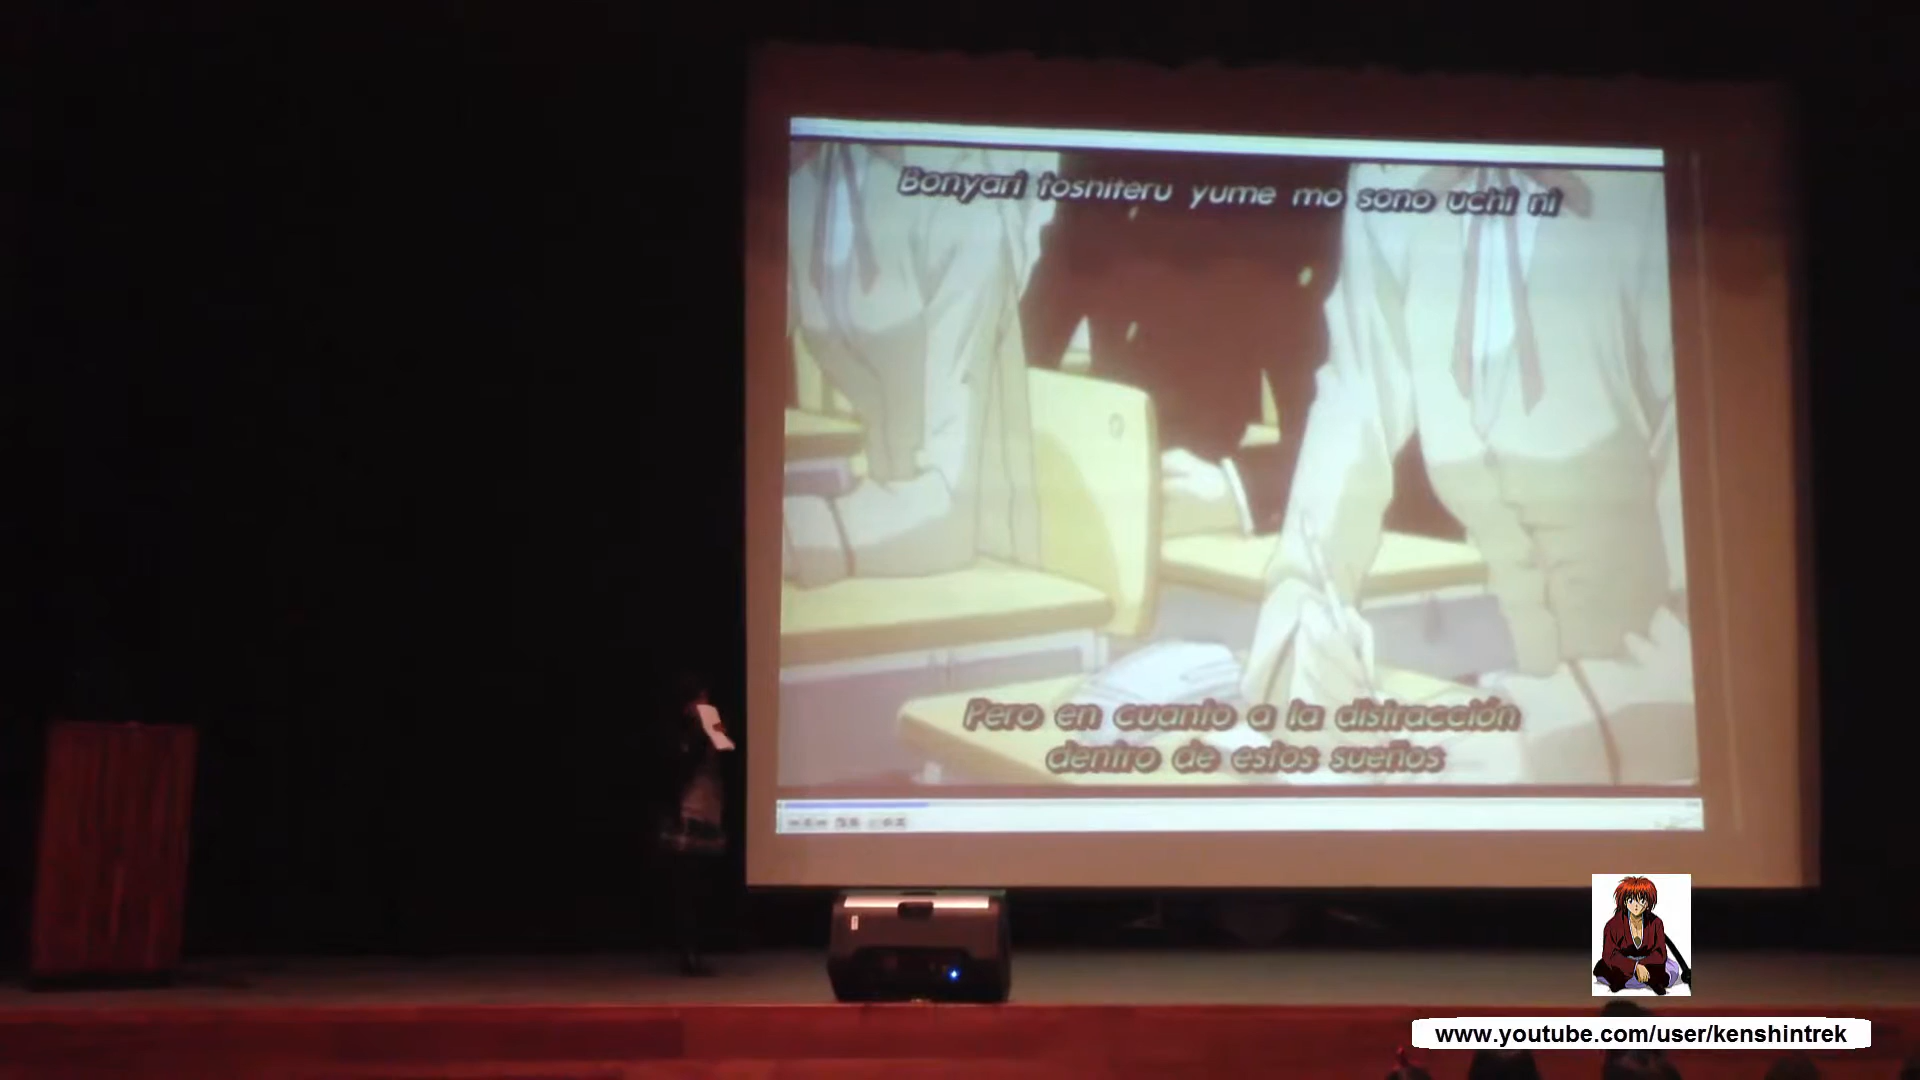 Bonyari toshiteru yume mo sono uchi ni
Pero en cuanto a la distracción
dentro de estos sueños
www.youtube.com/user/kenshintrek